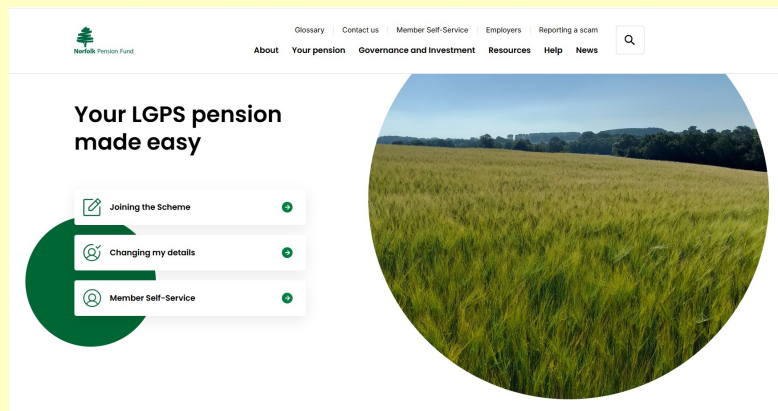 Glossary Contact us Member Self-Service Employers Reporting a scam
Norfolk Pension Fund
About Your pension Governance and Investment Resources Help News
Your LGPS pension
made easy
Joining the Scheme
Changing my details
Member Self-Service